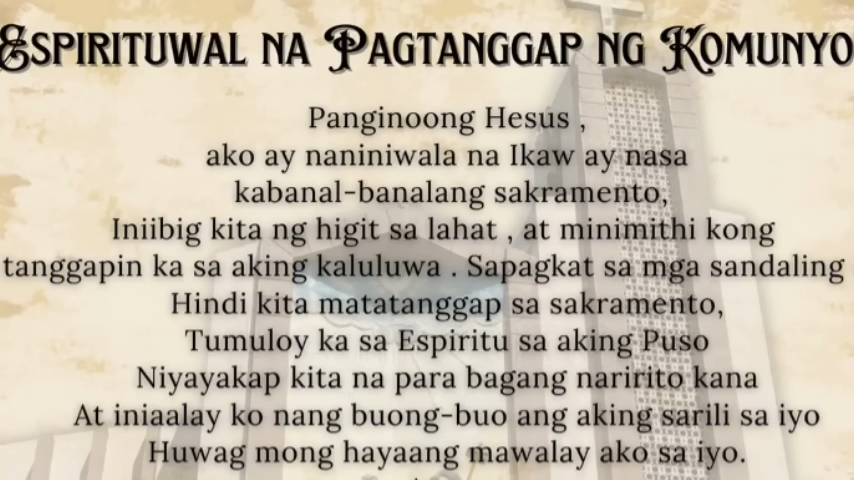 Espirituwal na Pagtanggap ng Komunyo
Panginoong Hesus ,
ako ay naniniwala na Ikaw ay nasa
kabanal-banalang sakramento,
Iniibig kita ng higit sa lahat , at minimithi kong
tanggapin ka sa aking kaluluwa . Sapagkat sa mga sandaling
Hindi kita matatanggap sa sakramento,
Tumuloy ka sa Espiritu sa aking Puso
Niyayakap kita na para bagang naririto kana
At iniaalay ko nang buong-buo ang aking sarili sa iyo
Huwag mong hayaang mawalay ako sa iyo.